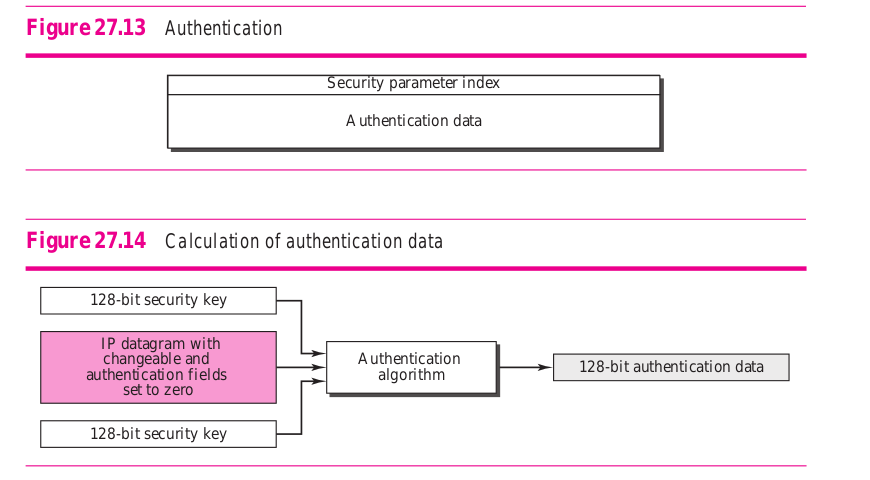 Figure 27.13 Authentication
Security parameter index
Authentication data
Figure 27.14 Calculation of authentication data
128-bit security key
IP datagram with
changeable and
authentication fields
set to zero
128-bit security key
Authentication
algorithm
128-bit authentication data